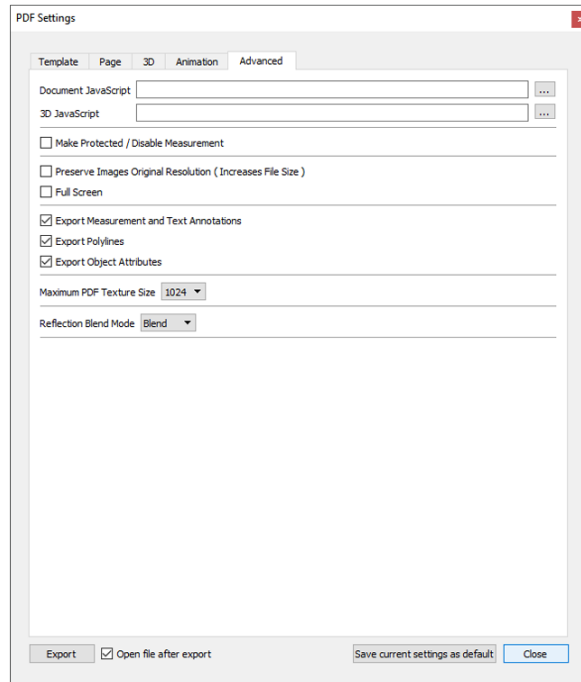 PDF Settings
Template Page 3D Animation Advanced
Document JavaScript ...
3D JavaScript ...
Make Protected / Disable Measurement
Preserve Images Original Resolution ( Increases File Size )
Full Screen
Export Measurement and Text Annotations
Export Polylines
Export Object Attributes
Maximum PDF Texture Size 1024
Reflection Blend Mode Blend
Export Open file after export Save current settings as default Close